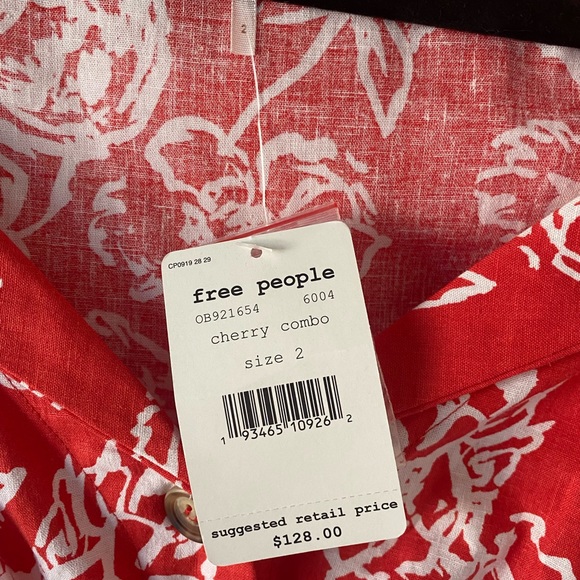 2
CP0919 28 29
free people
OB921654 6004
cherry combo
size 2
1 93465 10926 2
suggested retail price
$128.00